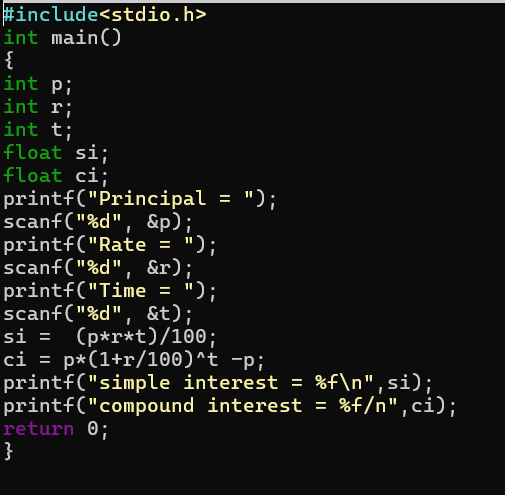 #include<stdio.h>
int main()
{
int p;
int r;
int t;
float si;
float ci;
printf("Principal = ");
scanf("%d", &p);
printf("Rate = ");
scanf("%d", &r);
printf("Time = ");
scanf("%d", &t);
si =  (p*r*t)/100;
ci = p*(1+r/100)^t -p;
printf("simple interest = %f\n",si);
printf("compound interest = %f/n",ci);
return 0;
}